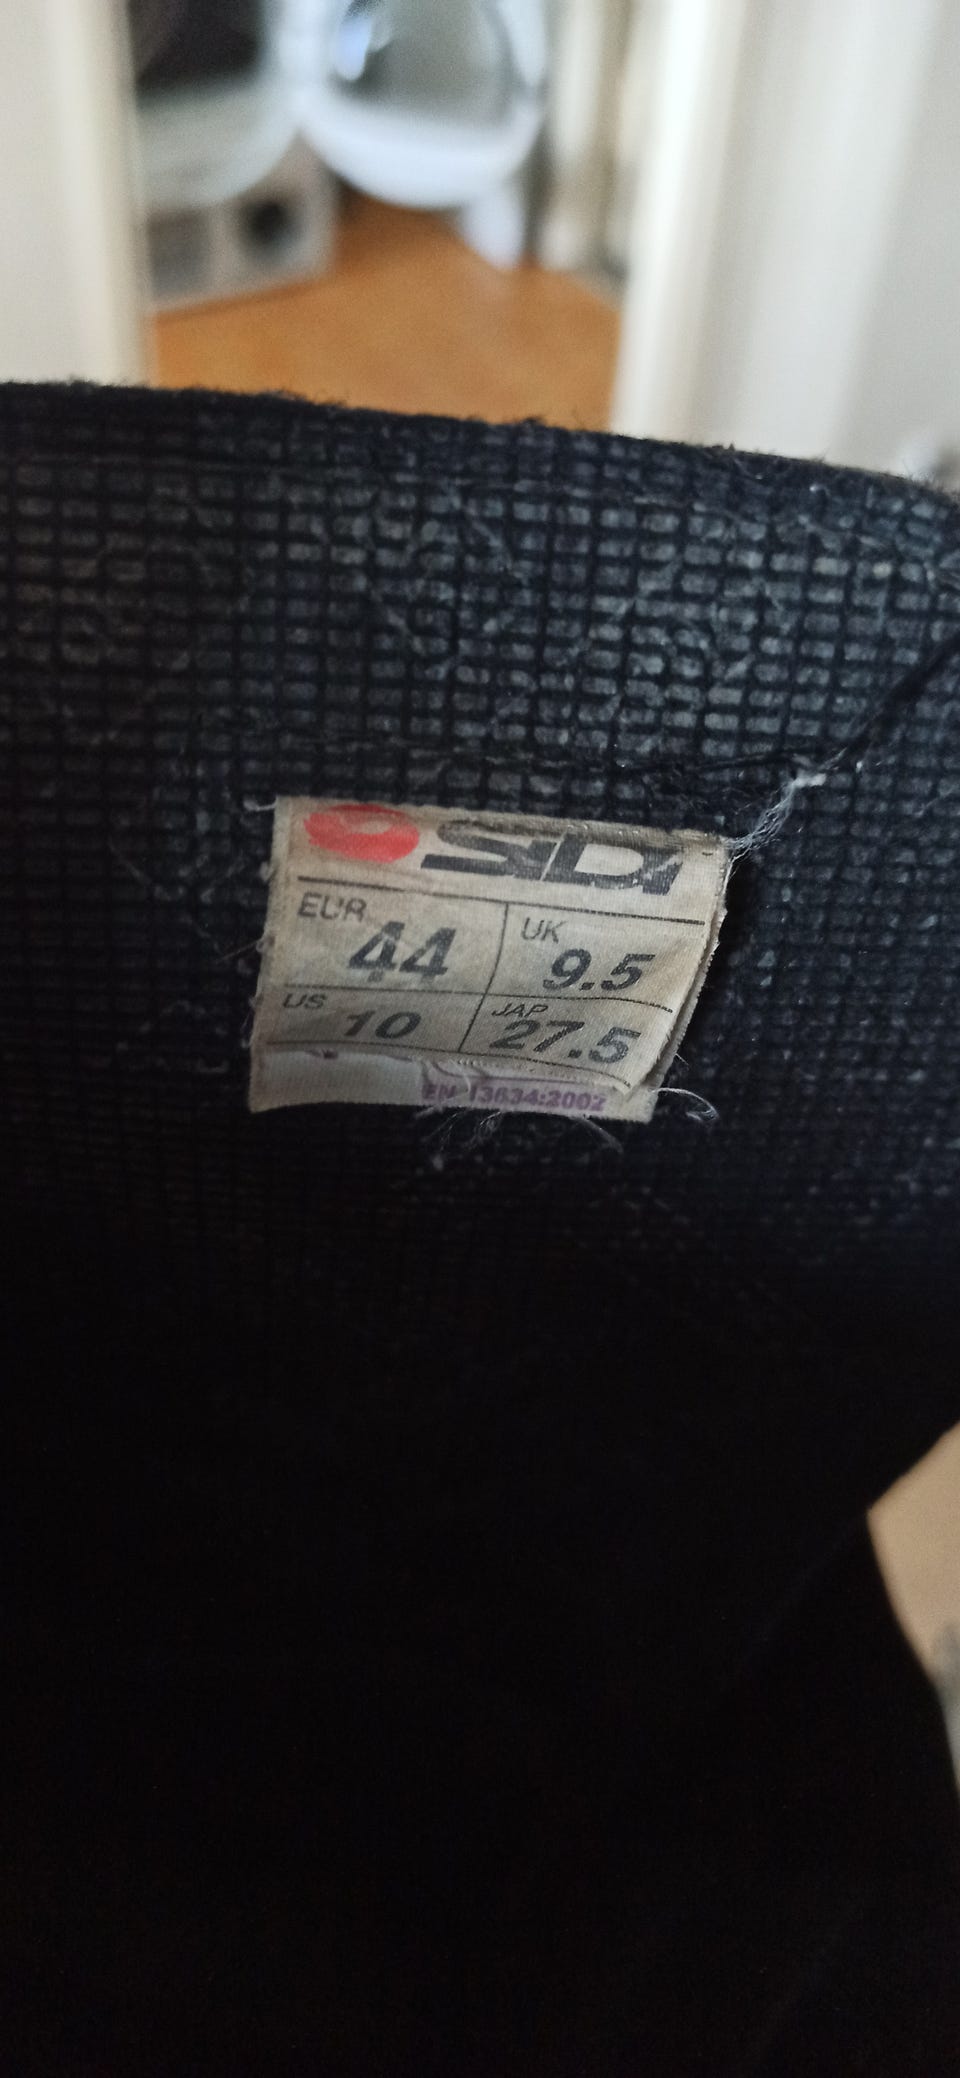 SIDI
EUR 44 UK 9.5
US 10 JAP 27.5
EN 13634:2002